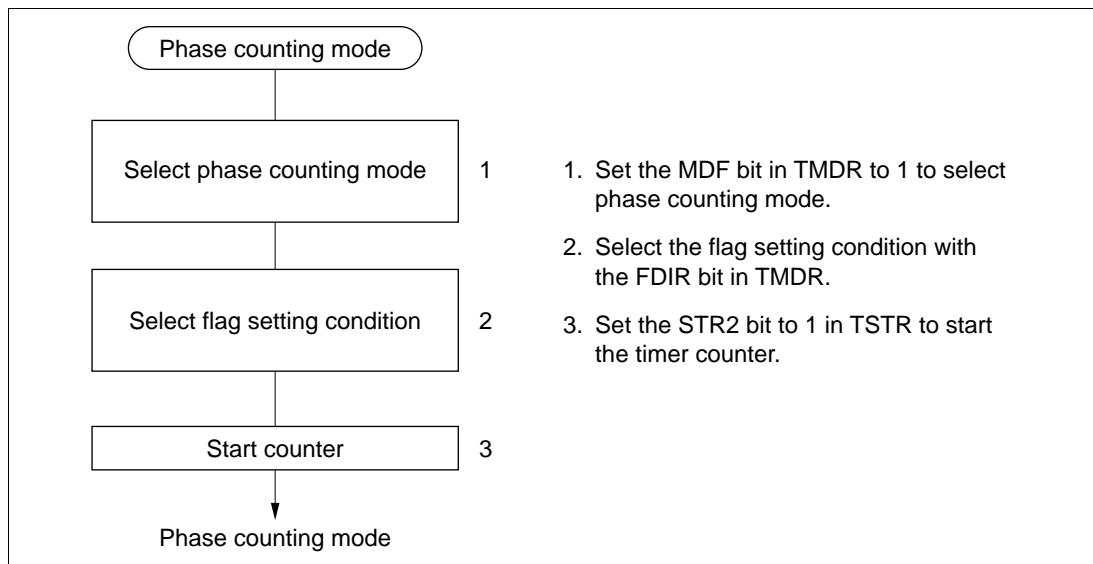 Phase counting mode
Select phase counting mode
1
Select flag setting condition
2
Start counter
3
Phase counting mode
1. Set the MDF bit in TMDR to 1 to select
phase counting mode.
2. Select the flag setting condition with
the FDIR bit in TMDR.
3. Set the STR2 bit to 1 in TSTR to start
the timer counter.